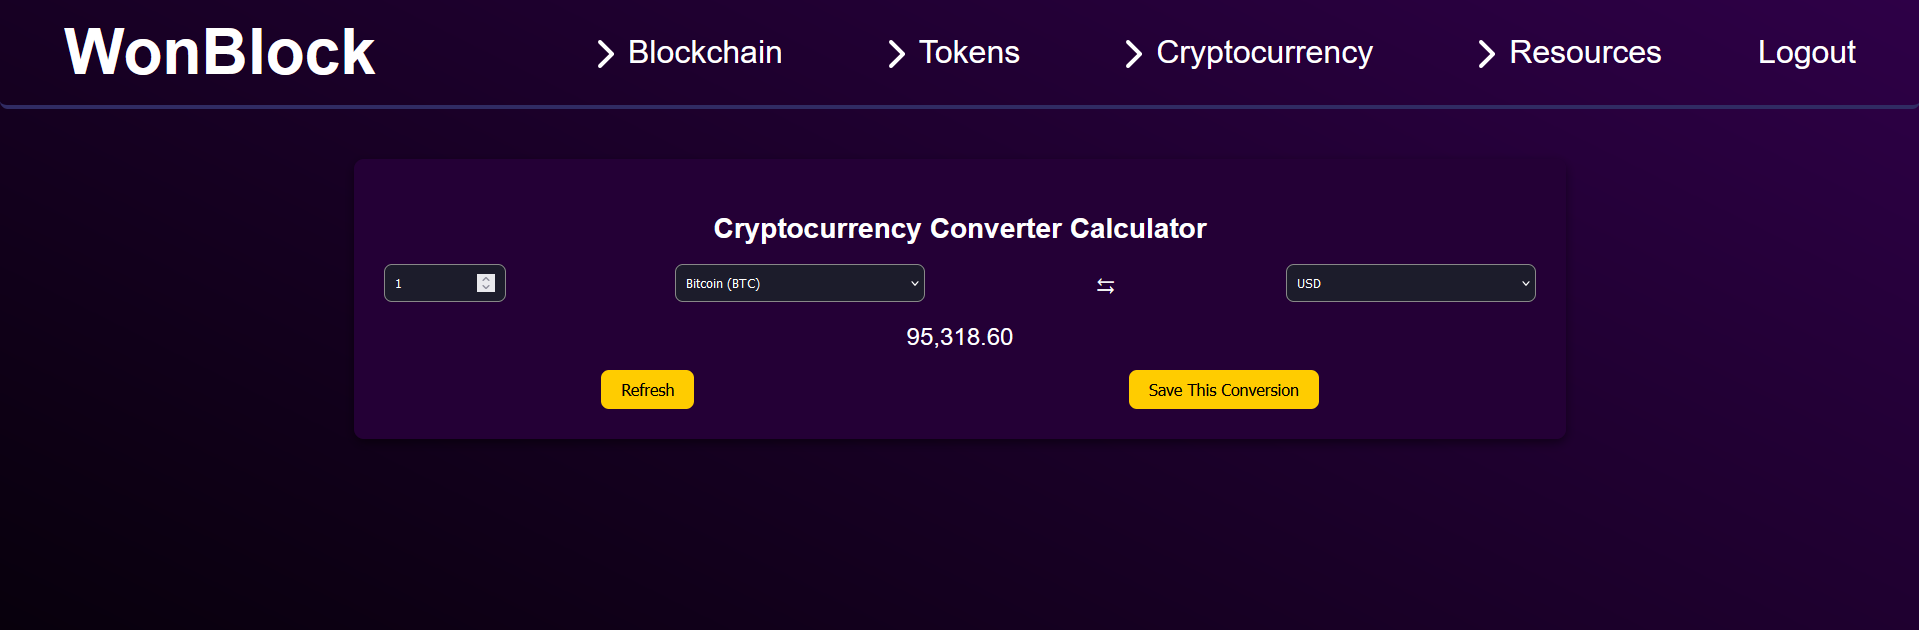 WonBlock Blockchain Tokens Cryptocurrency Resources Logout
Cryptocurrency Converter Calculator
1 Bitcoin (BTC) USD
95,318.60
Refresh Save This Conversion